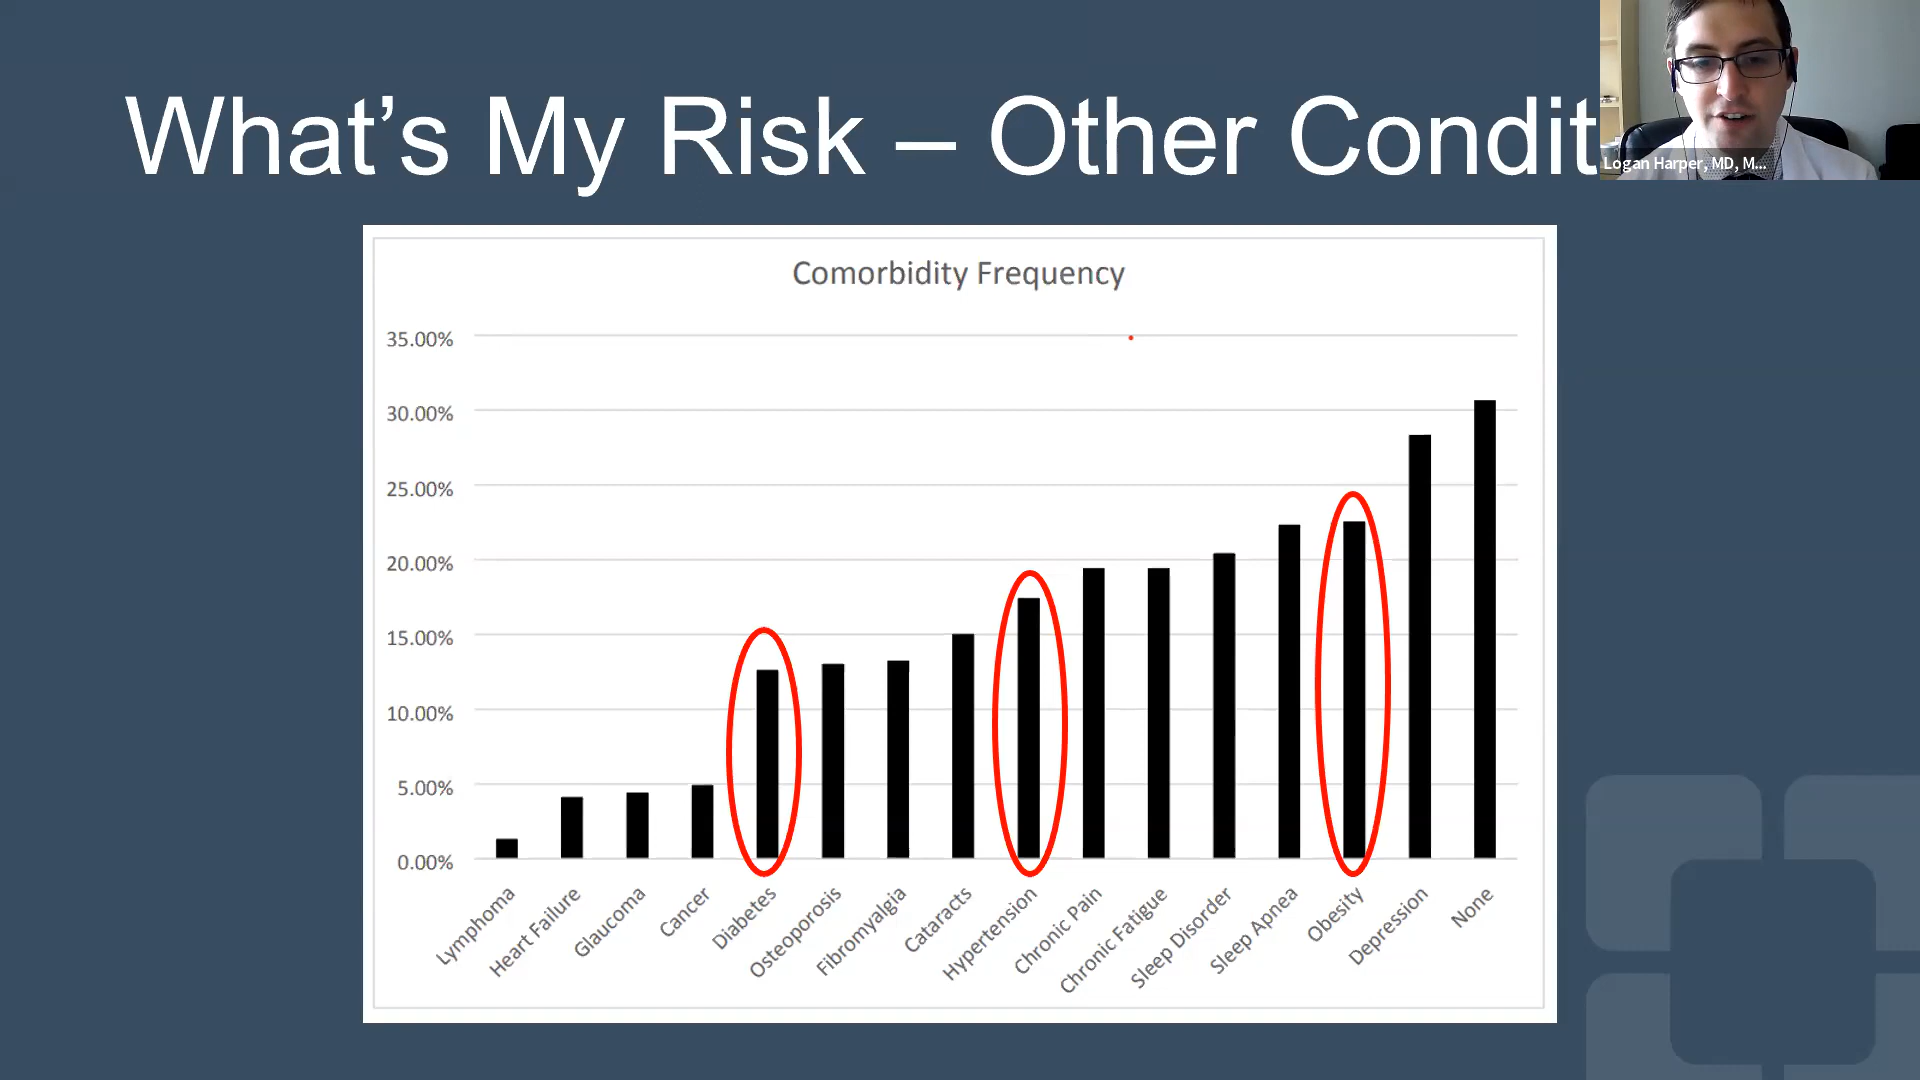 What's My Risk – Other Condit
Logan Harper, MD, M...
Comorbidity Frequency
35.00%
30.00%
25.00%
20.00%
15.00%
10.00%
5.00%
0.00%
Lymphoma
Heart Failure
Glaucoma
Cancer
Diabetes
Osteoporosis
Fibromyalgia
Cataracts
Hypertension
Chronic Pain
Chronic Fatigue
Sleep Disorder
Sleep Apnea
Obesity
Depression
None